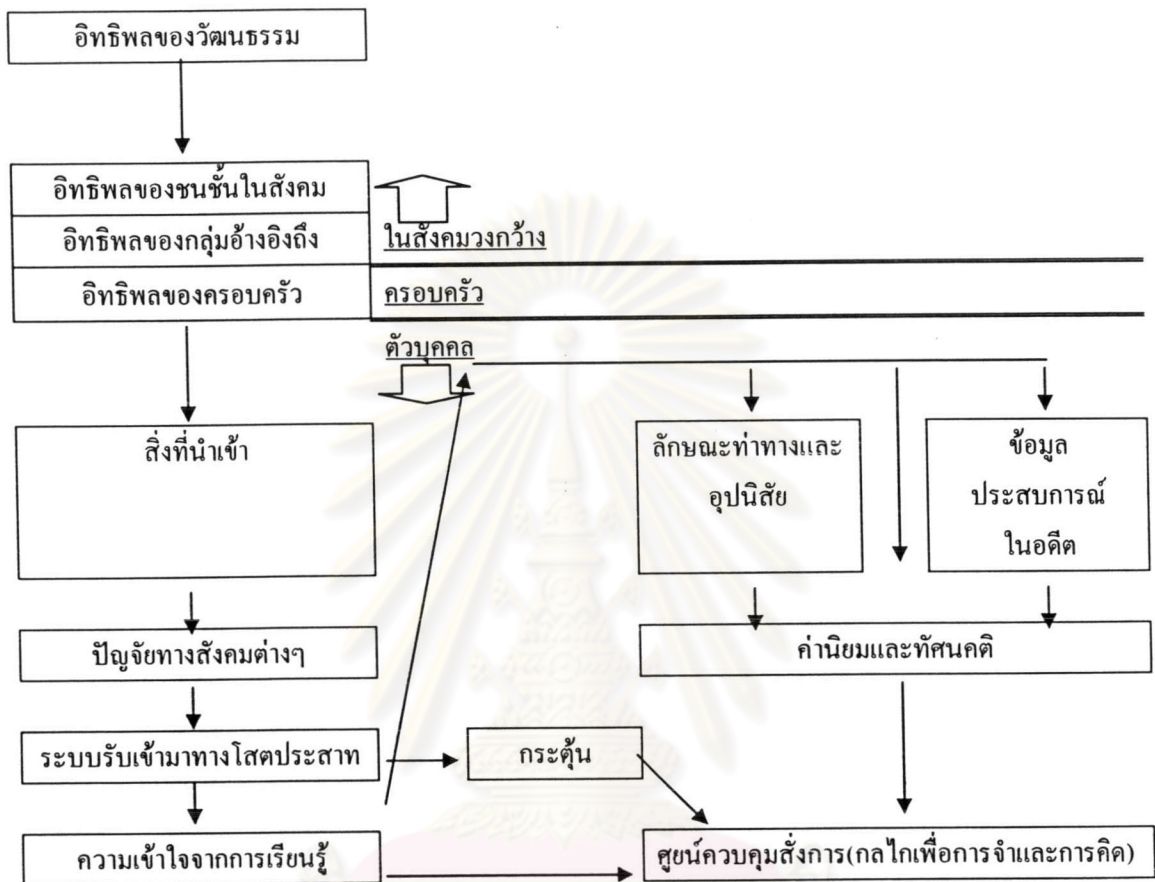 อิทธิพลของวัฒนธรรม
อิทธิพลของชนชั้นในสังคม
อิทธิพลของกลุ่มอ้างอิงถึง
ในสังคมวงกว้าง
อิทธิพลของครอบครัว
ครอบครัว
ตัวบุคคล
สิ่งที่นำเข้า
ลักษณะท่าทางและ
อุปนิสัย
ข้อมูล
ประสบการณ์
ในอดีต
ปัญจัยทางสังคมต่างๆ
ค่านิยมและทัศนคติ
ระบบรับเข้ามาทางโสตประสาท
กระตุ้น
ความเข้าใจจากการเรียนรู้
ศูยน์ควบคุมสั่งการ(กลไกเพื่อการจำและการคิด)